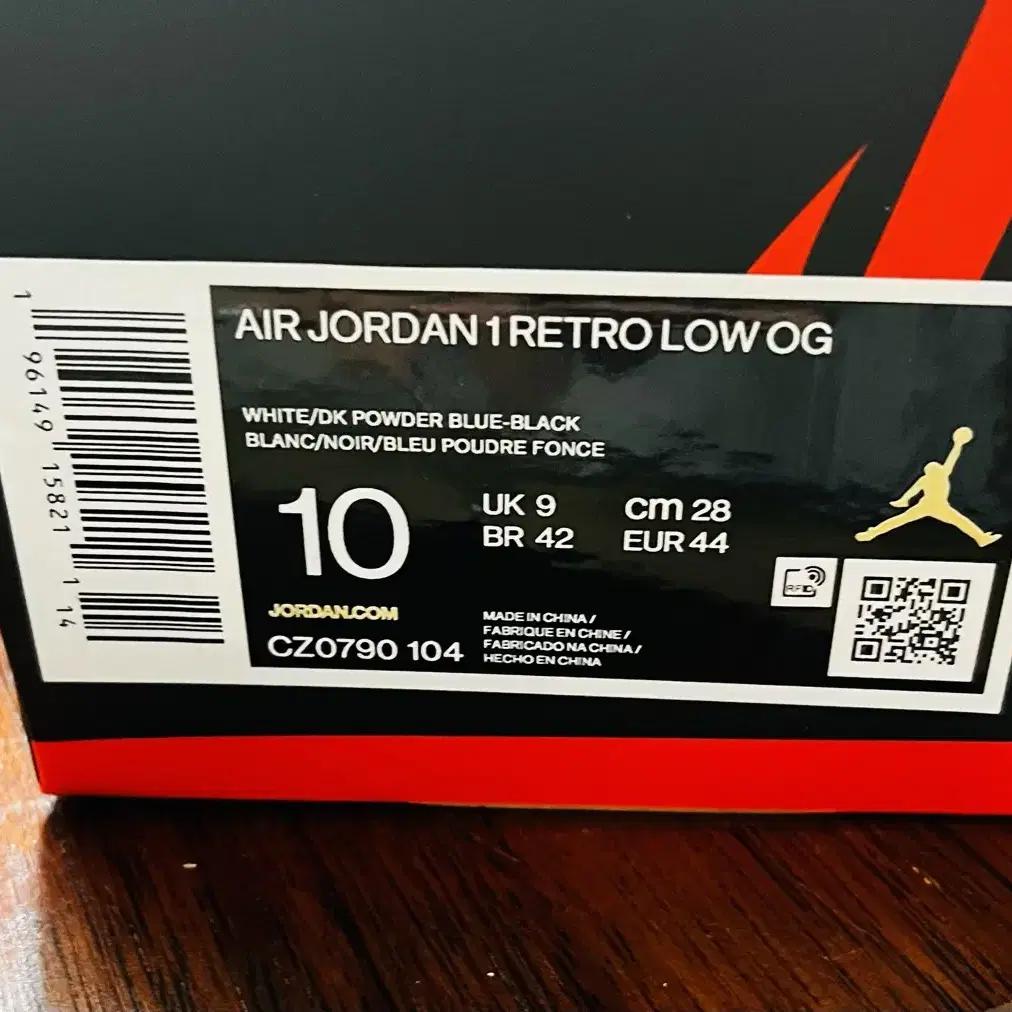 AIR JORDAN 1 RETRO LOW OG
WHITE/DK POWDER BLUE-BLACK
BLANC/NOIR/BLEU POUDRE FONCE
10
UK 9
cm 28
BR 42
EUR 44
JORDAN.COM
CZ0790 104
MADE IN CHINA /
FABRIQUE EN CHINE /
FABRICADO NA CHINA /
HECHO EN CHINA
RFID
1 96149 15821 1 14